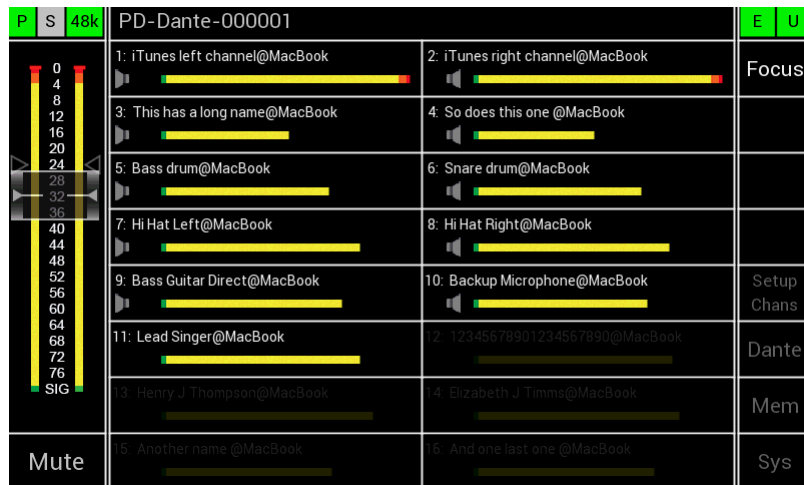 P S 48k PD-Dante-000001 E U
1: iTunes left channel@MacBook
2: iTunes right channel@MacBook
Focus
3: This has a long name@MacBook
4: So does this one @MacBook
5: Bass drum@MacBook
6: Snare drum@MacBook
7: Hi Hat Left@MacBook
8: Hi Hat Right@MacBook
9: Bass Guitar Direct@MacBook
10: Backup Microphone@MacBook
Setup
Chans
11: Lead Singer@MacBook
12 12345678901234567890@MacBook
Dante
13 Henry J Thompson@MacBook
14 Elizabeth J Timms@MacBook
Mem
15 Another name @MacBook
16 And one last one @MacBook
Sys
0
4
8
12
16
20
24
28
32
36
40
44
48
52
56
60
64
68
72
76
SIG
Mute